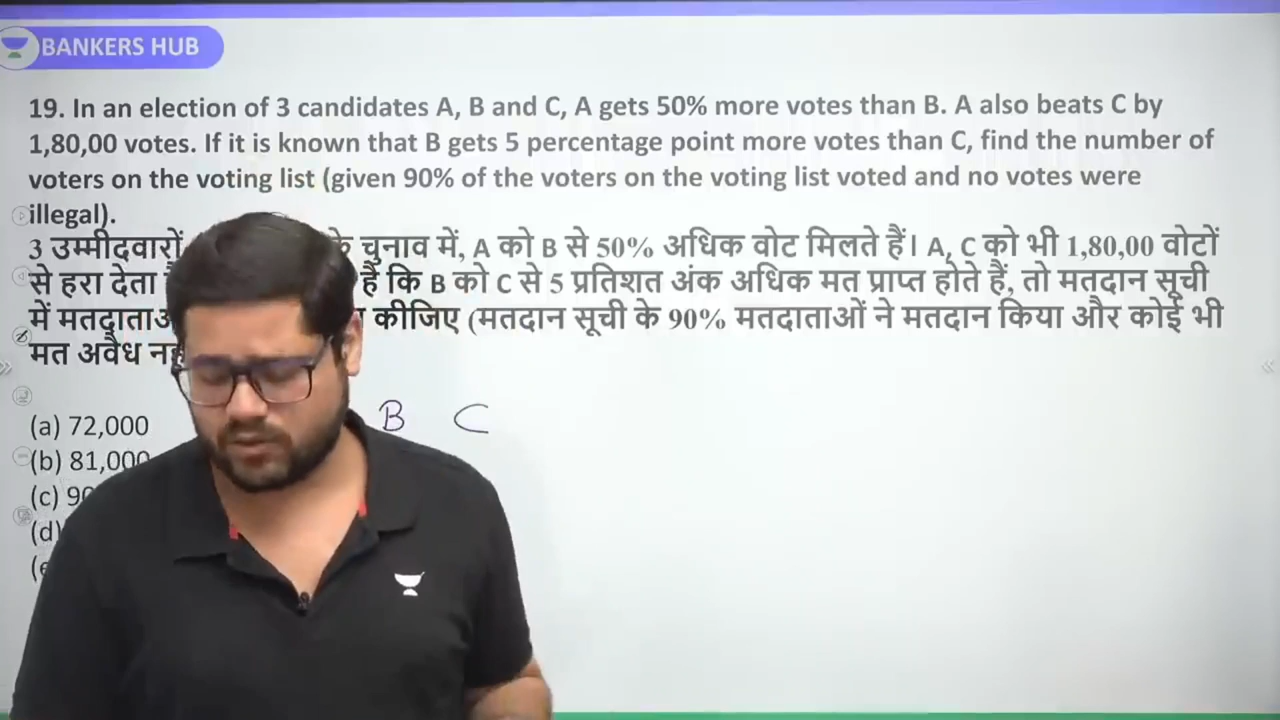 BANKERS HUB
19. In an election of 3 candidates A, B and C, A gets 50% more votes than B. A also beats C by
1,80,00 votes. If it is known that B gets 5 percentage point more votes than C, find the number of
voters on the voting list (given 90% of the voters on the voting list voted and no votes were
illegal).
3 उम्मीदवारों के चुनाव में, A को B से 50% अधिक वोट मिलते हैं। A, C को भी 1,80,00 वोटों
से हरा देता है कि B को C से 5 प्रतिशत अंक अधिक मत प्राप्त होते हैं, तो मतदान सूची
में कीजिए (मतदान सूची के 90% मतदाताओं ने मतदान किया और कोई भी
मत अवैध
B C
(a) 72,000
(b) 81,000
(c)
(d)